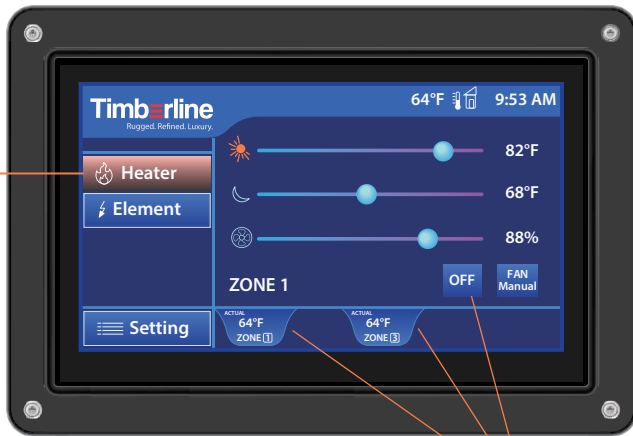 Timberline
Rugged. Refined. Luxury.
64°F
9:53 AM
Heater
Element
82°F
68°F
88%
ZONE 1
OFF
FAN
Manual
Setting
ACTUAL
64°F
ZONE 1
ACTUAL
64°F
ZONE 3